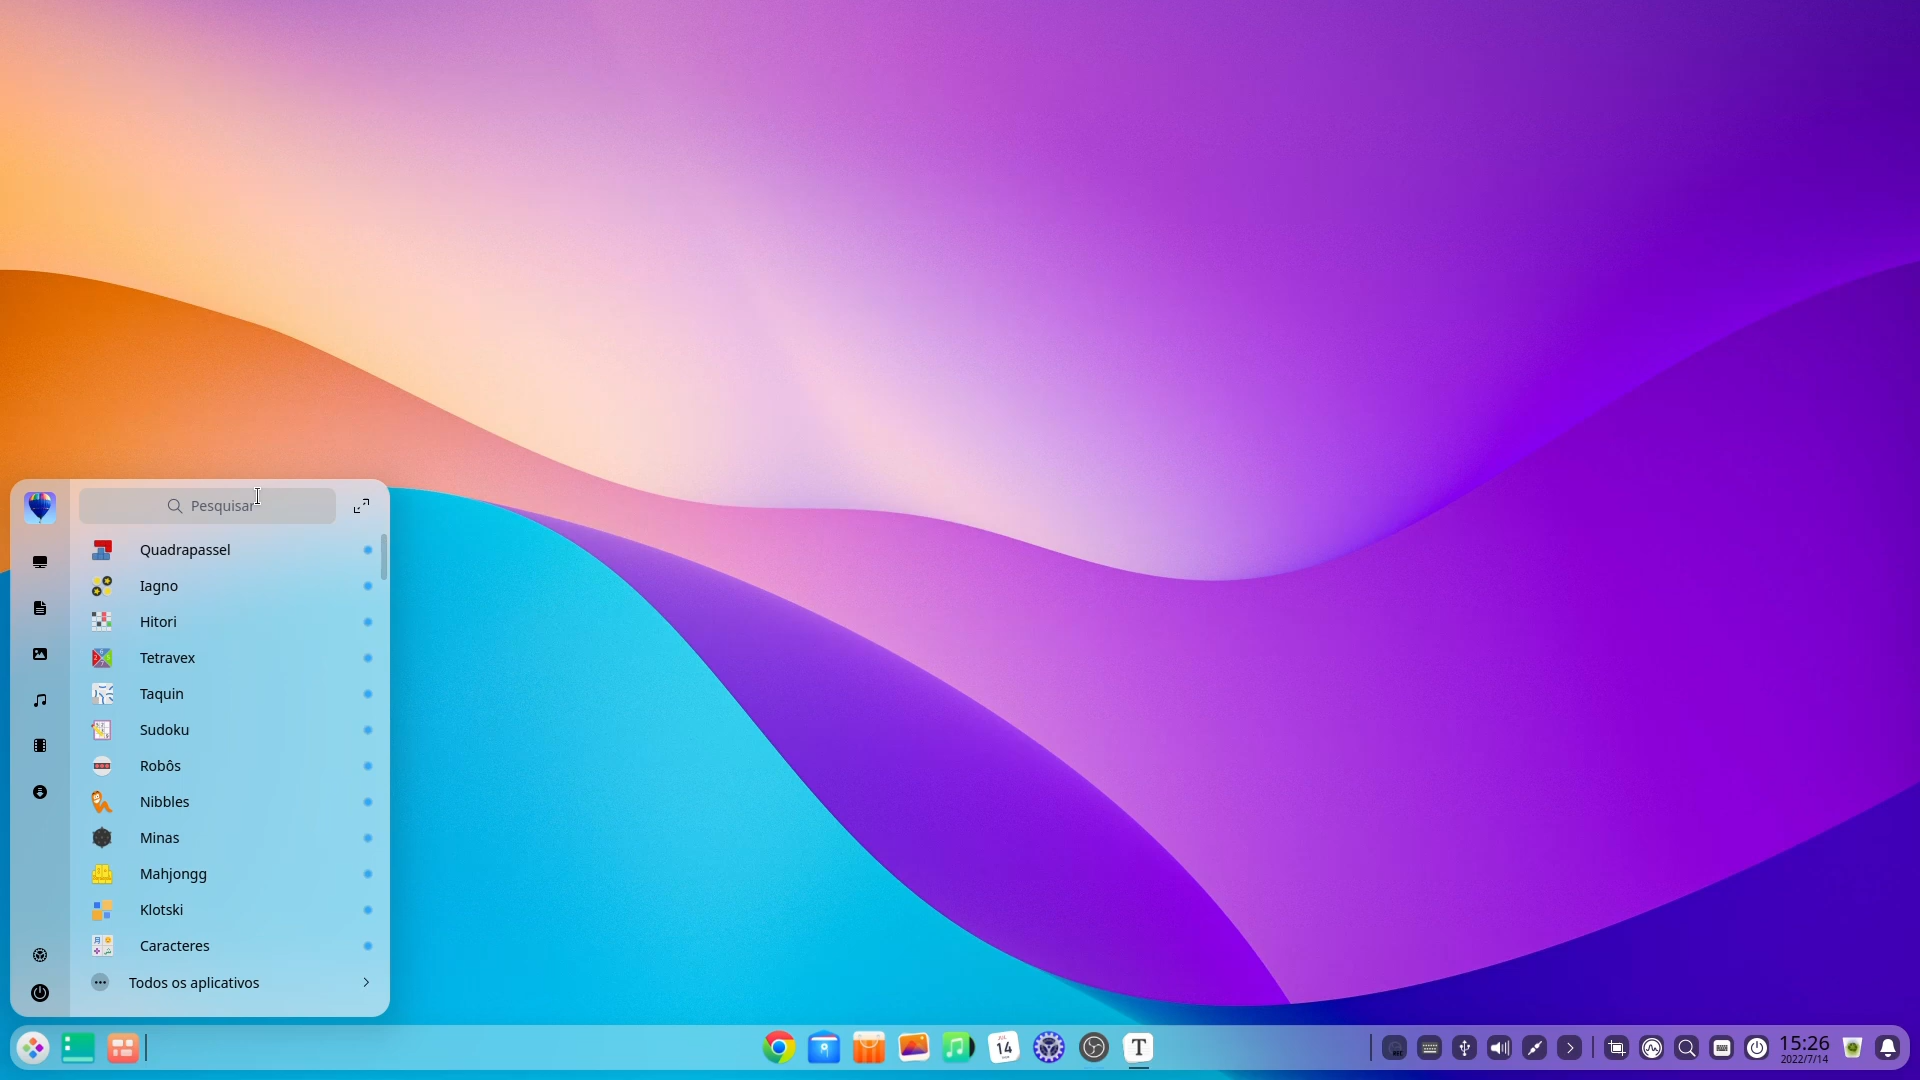 Pesquisar
Quadrapassel
Iagno
Hitori
Tetravex
Taquin
Sudoku
Robôs
Nibbles
Minas
Mahjongg
Klotski
Caracteres
Todos os aplicativos
14
T
15:26
2022/7/14